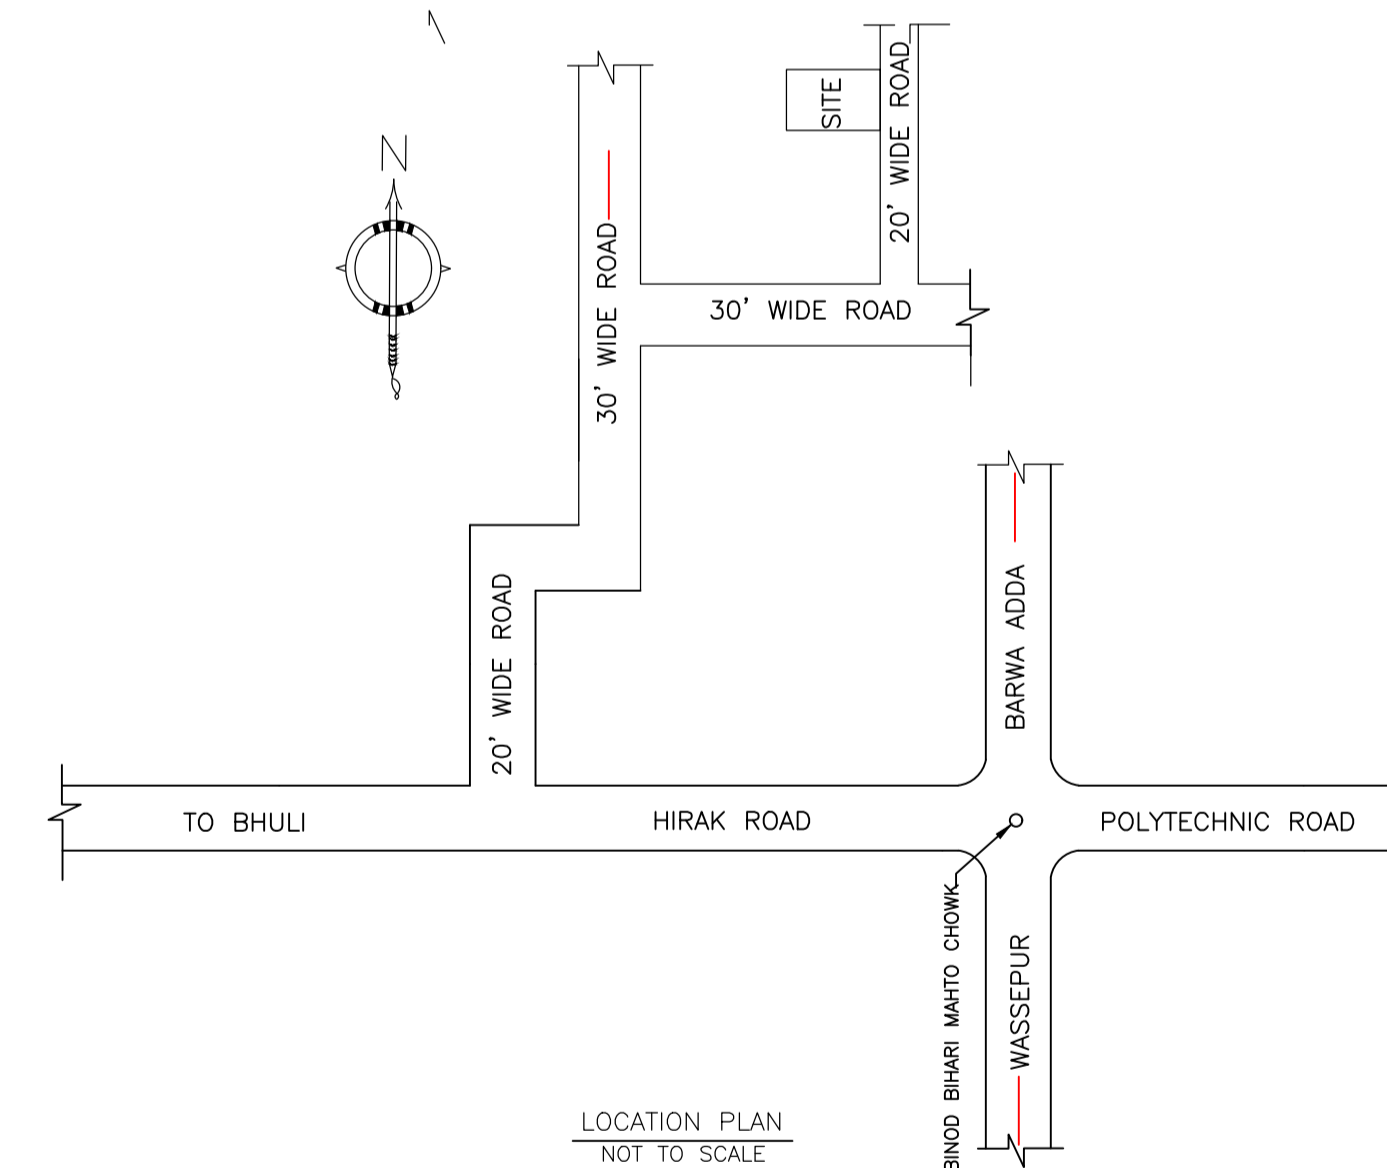 N
SITE
20' WIDE ROAD
30' WIDE ROAD
30' WIDE ROAD
20' WIDE ROAD
BARWA ADDA
TO BHULI
HIRAK ROAD
POLYTECHNIC ROAD
BINOD BIHARI MAHTO CHOWK
WASSEPUR
LOCATION PLAN
NOT TO SCALE